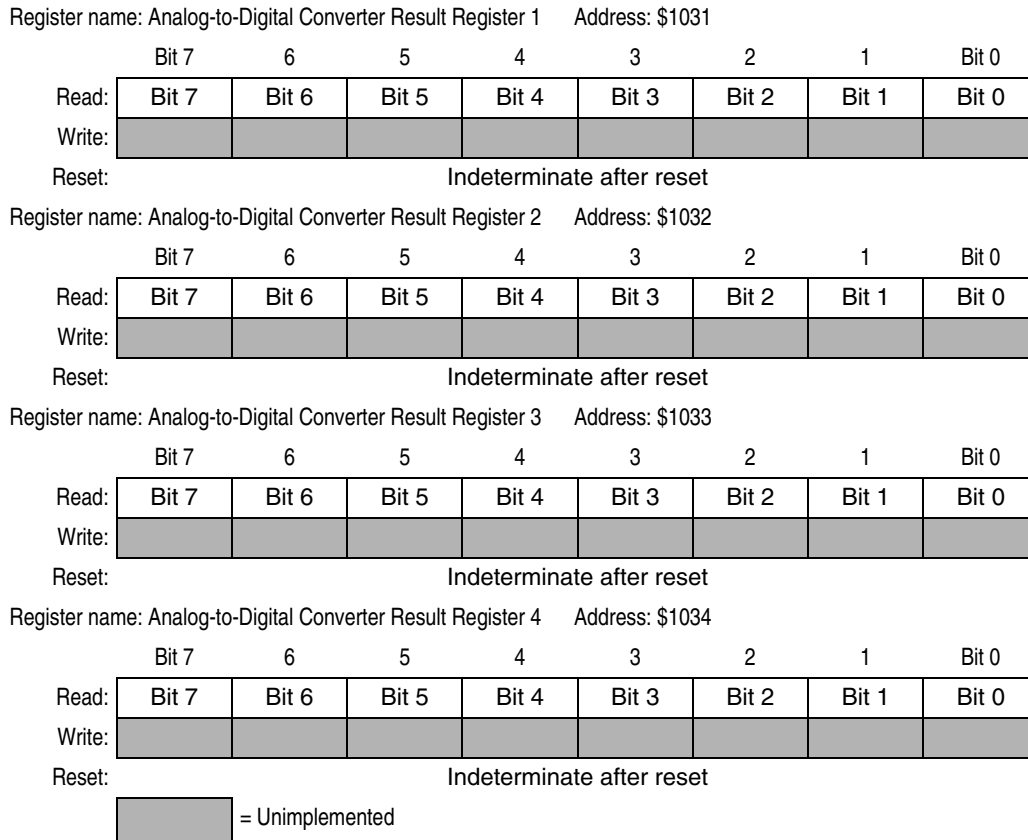 Register name: Analog-to-Digital Converter Result Register 1 Address: $1031
Bit 7 6 5 4 3 2 1 Bit 0
Read: Bit 7 Bit 6 Bit 5 Bit 4 Bit 3 Bit 2 Bit 1 Bit 0
Write:
Reset: Indeterminate after reset
Register name: Analog-to-Digital Converter Result Register 2 Address: $1032
Bit 7 6 5 4 3 2 1 Bit 0
Read: Bit 7 Bit 6 Bit 5 Bit 4 Bit 3 Bit 2 Bit 1 Bit 0
Write:
Reset: Indeterminate after reset
Register name: Analog-to-Digital Converter Result Register 3 Address: $1033
Bit 7 6 5 4 3 2 1 Bit 0
Read: Bit 7 Bit 6 Bit 5 Bit 4 Bit 3 Bit 2 Bit 1 Bit 0
Write:
Reset: Indeterminate after reset
Register name: Analog-to-Digital Converter Result Register 4 Address: $1034
Bit 7 6 5 4 3 2 1 Bit 0
Read: Bit 7 Bit 6 Bit 5 Bit 4 Bit 3 Bit 2 Bit 1 Bit 0
Write:
Reset: Indeterminate after reset
= Unimplemented